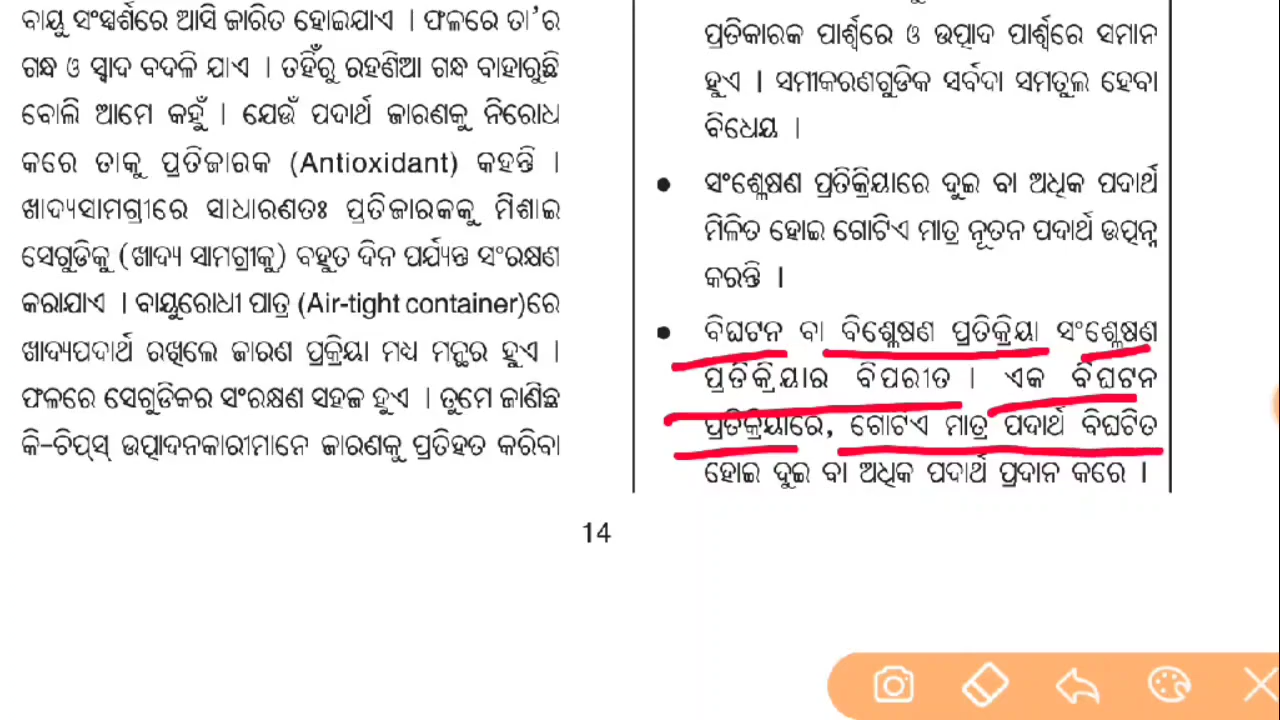 ବାୟୁ ସଂସ୍ପର୍ଶରେ ଆସି ଜାରିତ ହୋଇଯାଏ । ଫଳରେ ତା'ର
ଗନ୍ଧ ଓ ସ୍ୱାଦ ବଦଳି ଯାଏ । ତହିଁରୁ ରହଣିଆ ଗନ୍ଧ ବାହାରୁଛି
ବୋଲି ଆମେ କହୁଁ । ଯେଉଁ ପଦାର୍ଥ ଜାରଣକୁ ନିରୋଧ
କରେ ତାକୁ ପ୍ରତିଜାରକ (Antioxidant) କହନ୍ତି ।
ଖାଦ୍ୟସାମଗ୍ରୀରେ ସାଧାରଣତଃ ପ୍ରତିଜାରକକୁ ମିଶାଇ
ସେଗୁଡିକୁ (ଖାଦ୍ୟ ସାମଗ୍ରୀକୁ) ବହୁତ ଦିନ ପର୍ଯ୍ୟନ୍ତ ସଂରକ୍ଷଣ
କରାଯାଏ । ବାୟୁରୋଧୀ ପାତ୍ର (Air-tight container)ରେ
ଖାଦ୍ୟପଦାର୍ଥ ରଖିଲେ ଜାରଣ ପ୍ରକ୍ରିୟା ମଧ୍ୟ ମନ୍ଥର ହୁଏ ।
ଫଳରେ ସେଗୁଡିକର ସଂରକ୍ଷଣ ସହଜ ହୁଏ । ତୁମେ ଜାଣିଛ
କି–ଚିପ୍ସ୍ ଉତ୍ପାଦନକାରୀମାନେ ଜାରଣକୁ ପ୍ରତିହତ କରିବା
ପ୍ରତିକାରକ ପାର୍ଶ୍ୱରେ ଓ ଉତ୍ପାଦ ପାର୍ଶ୍ୱରେ ସମାନ
ହୁଏ । ସମୀକରଣଗୁଡିକ ସର୍ବଦା ସମତୁଲ ହେବା
ବିଧେୟ ।
● ସଂଶ୍ଳେଷଣ ପ୍ରତିକ୍ରିୟାରେ ଦୁଇ ବା ଅଧିକ ପଦାର୍ଥ
ମିଳିତ ହୋଇ ଗୋଟିଏ ମାତ୍ର ନୂତନ ପଦାର୍ଥ ଉତ୍ପନ୍ନ
କରନ୍ତି ।
● ବିଘଟନ ବା ବିଶ୍ଳେଷଣ ପ୍ରତିକ୍ରିୟା ସଂଶ୍ଳେଷଣ
ପ୍ରତିକ୍ରିୟାର ବିପରୀତ । ଏକ ବିଘଟନ
ପ୍ରତିକ୍ରିୟାରେ, ଗୋଟିଏ ମାତ୍ର ପଦାର୍ଥ ବିଘଟିତ
ହୋଇ ଦୁଇ ବା ଅଧିକ ପଦାର୍ଥ ପ୍ରଦାନ କରେ ।
14